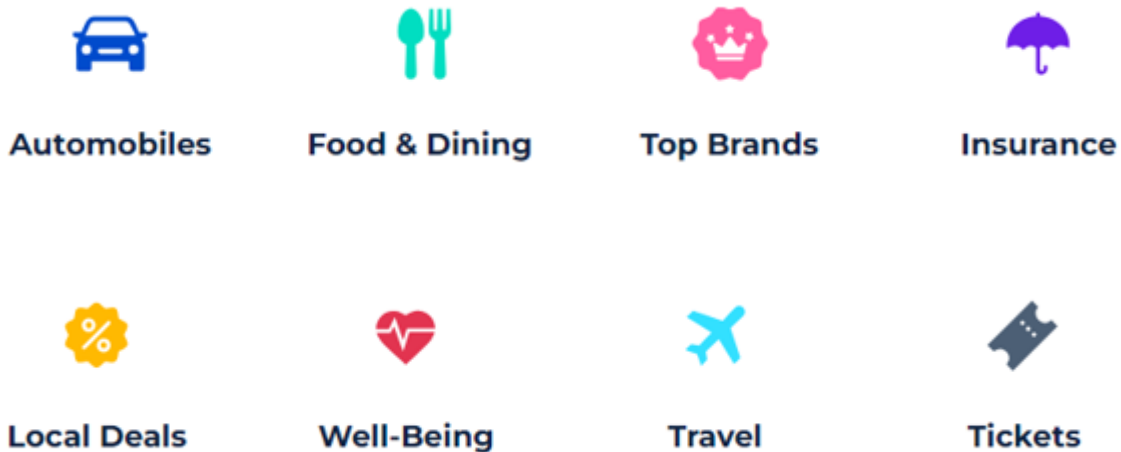 Automobiles
Food & Dining
Top Brands
Insurance
Local Deals
Well-Being
Travel
Tickets